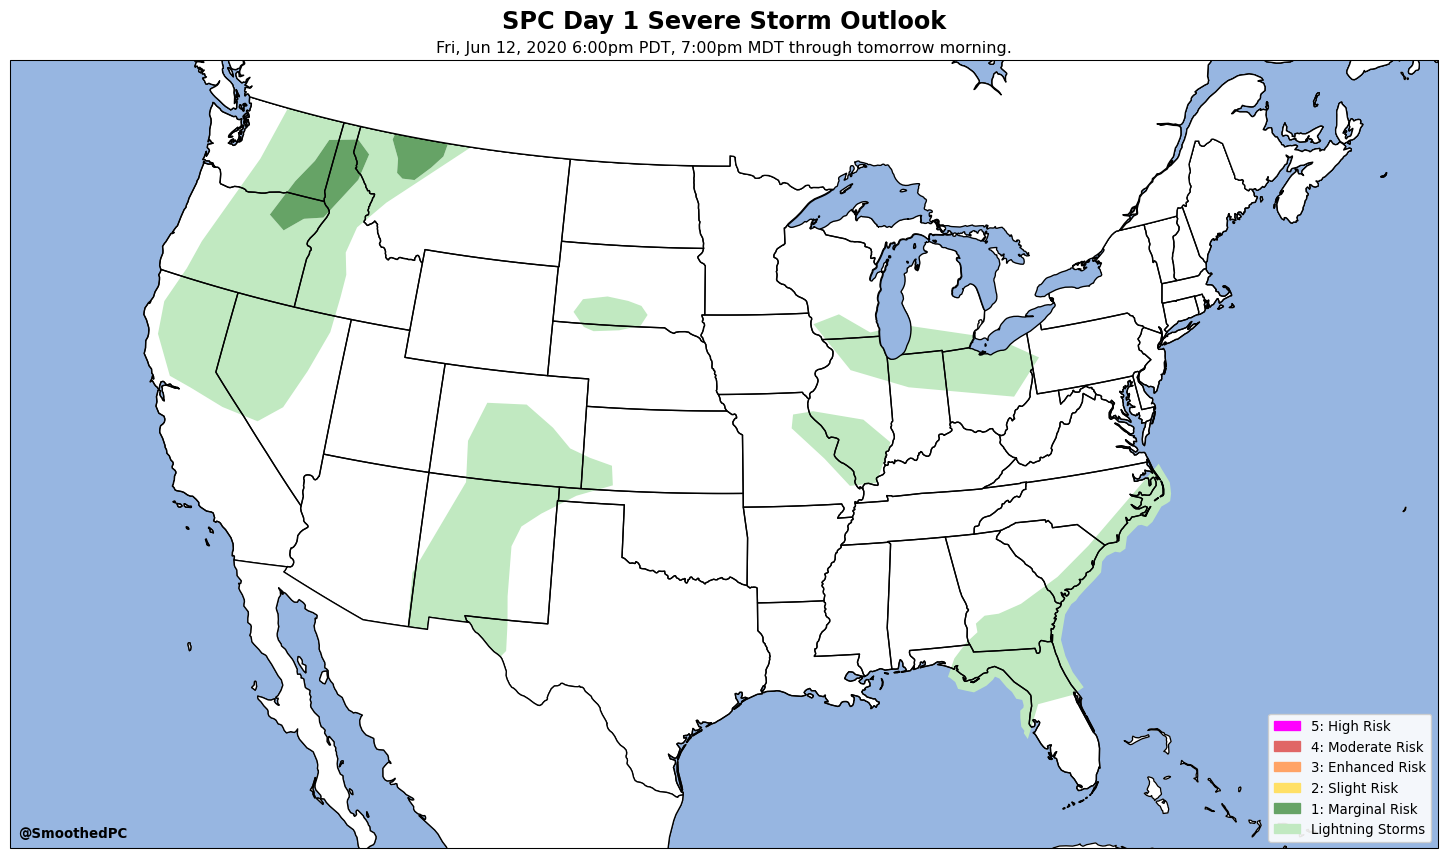 SPC Day 1 Severe Storm Outlook
Fri, Jun 12, 2020 6:00pm PDT, 7:00pm MDT through tomorrow morning.
5: High Risk
4: Moderate Risk
3: Enhanced Risk
2: Slight Risk
1: Marginal Risk
Lightning Storms
@SmoothedPC